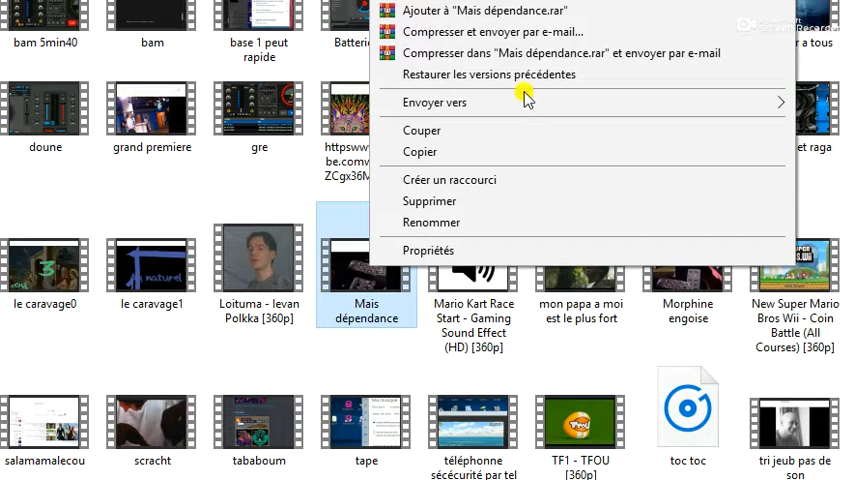 Ajouter à "Mais dépendance.rar"
Compresser et envoyer par e-mail...
Compresser dans "Mais dépendance.rar" et envoyer par e-mail
Restaurer les versions précédentes
Envoyer vers
Couper
Copier
Créer un raccourci
Supprimer
Renommer
Propriétés
bam 5min40
bam
base 1 peut
rapide
Batterie
r a tous
doune
grand premiere
gre
httpsww
be.com
ZCgx36M
et raga
le caravage0
le caravage1
Loituma - Ievan
Polkka [360p]
Mais
dépendance
Mario Kart Race
Start - Gaming
Sound Effect
(HD) [360p]
mon papa a moi
est le plus fort
Morphine
engoise
New Super Mario
Bros Wii - Coin
Battle (All
Courses) [360p]
salamamalecou
scracht
tababoum
tape
téléphonne
sécécurité par tel
TF1 - TFOU
[360p]
toc toc
tri jeub pas de
son